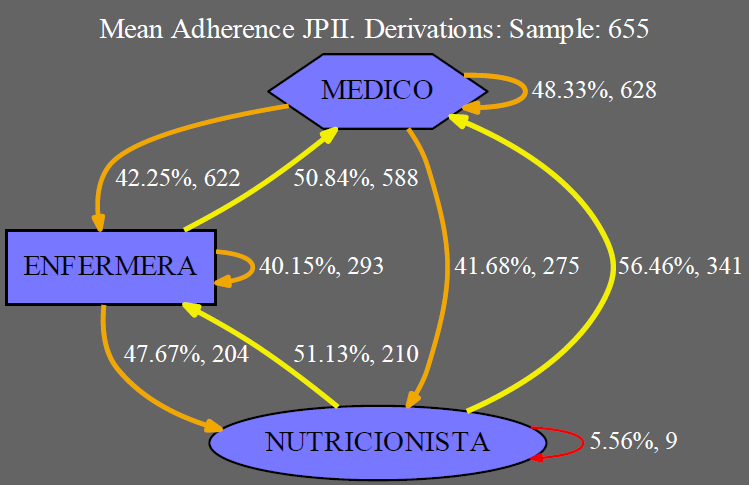 Mean Adherence JPII. Derivations: Sample: 655
MEDICO
48.33%, 628
42.25%, 622
50.84%, 588
ENFERMERA
40.15%, 293
41.68%, 275
56.46%, 341
47.67%, 204
51.13%, 210
NUTRICIONISTA
5.56%, 9